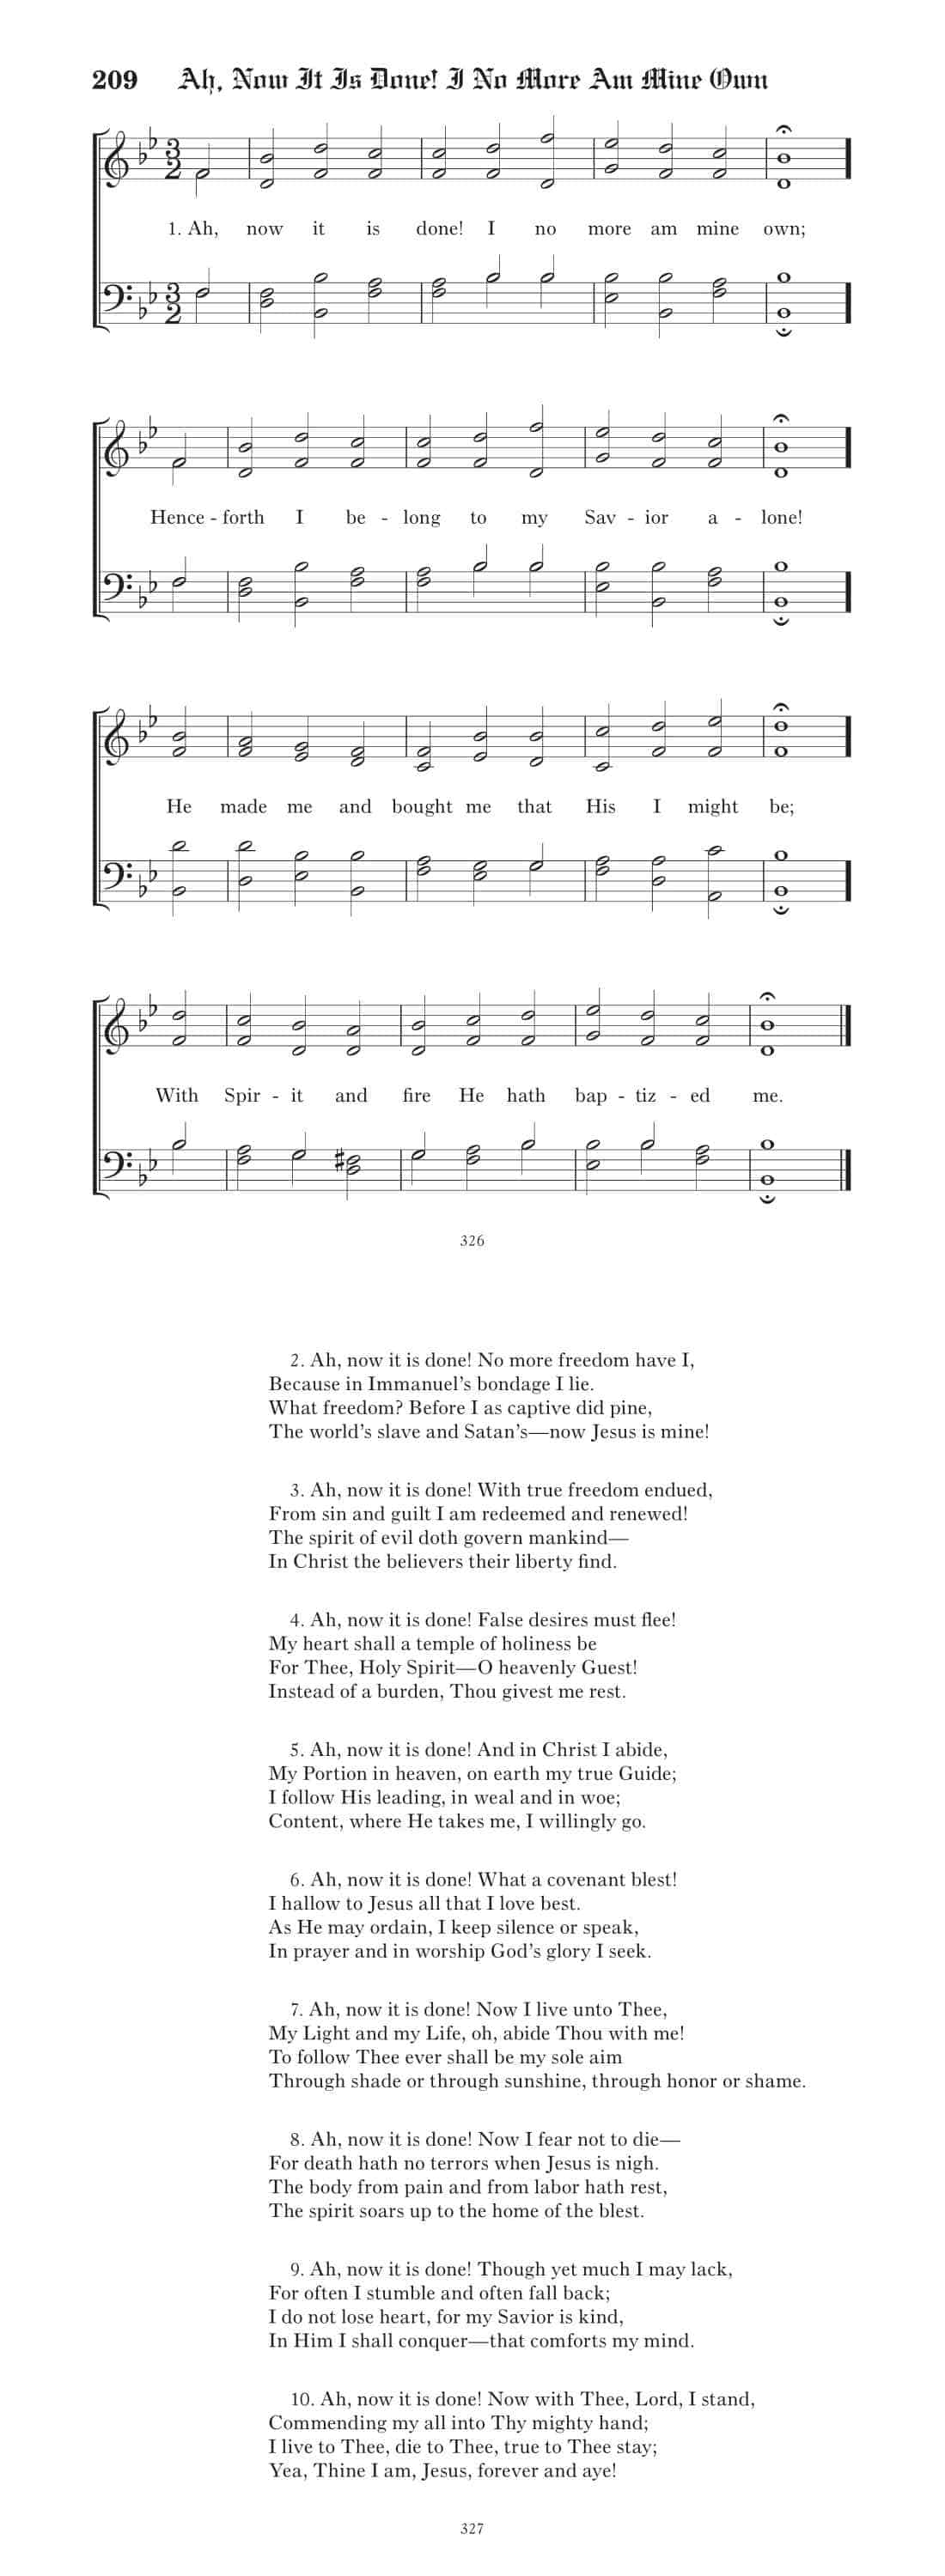 209 Ah, Now It Is Done! I No More Am Mine Own
1. Ah, now it is done! I no more am mine own;
Hence - forth I be - long to my Sav - ior a - lone!
He made me and bought me that His I might be;
With Spir - it and fire He hath bap - tiz - ed me.
326
2. Ah, now it is done! No more freedom have I,
Because in Immanuel’s bondage I lie.
What freedom? Before I as captive did pine,
The world’s slave and Satan’s—now Jesus is mine!
3. Ah, now it is done! With true freedom endued,
From sin and guilt I am redeemed and renewed!
The spirit of evil doth govern mankind—
In Christ the believers their liberty find.
4. Ah, now it is done! False desires must flee!
My heart shall a temple of holiness be
For Thee, Holy Spirit—O heavenly Guest!
Instead of a burden, Thou givest me rest.
5. Ah, now it is done! And in Christ I abide,
My Portion in heaven, on earth my true Guide;
I follow His leading, in weal and in woe;
Content, where He takes me, I willingly go.
6. Ah, now it is done! What a covenant blest!
I hallow to Jesus all that I love best.
As He may ordain, I keep silence or speak,
In prayer and in worship God’s glory I seek.
7. Ah, now it is done! Now I live unto Thee,
My Light and my Life, oh, abide Thou with me!
To follow Thee ever shall be my sole aim
Through shade or through sunshine, through honor or shame.
8. Ah, now it is done! Now I fear not to die—
For death hath no terrors when Jesus is nigh.
The body from pain and from labor hath rest,
The spirit soars up to the home of the blest.
9. Ah, now it is done! Though yet much I may lack,
For often I stumble and often fall back;
I do not lose heart, for my Savior is kind,
In Him I shall conquer—that comforts my mind.
10. Ah, now it is done! Now with Thee, Lord, I stand,
Commending my all into Thy mighty hand;
I live to Thee, die to Thee, true to Thee stay;
Yea, Thine I am, Jesus, forever and aye!
327